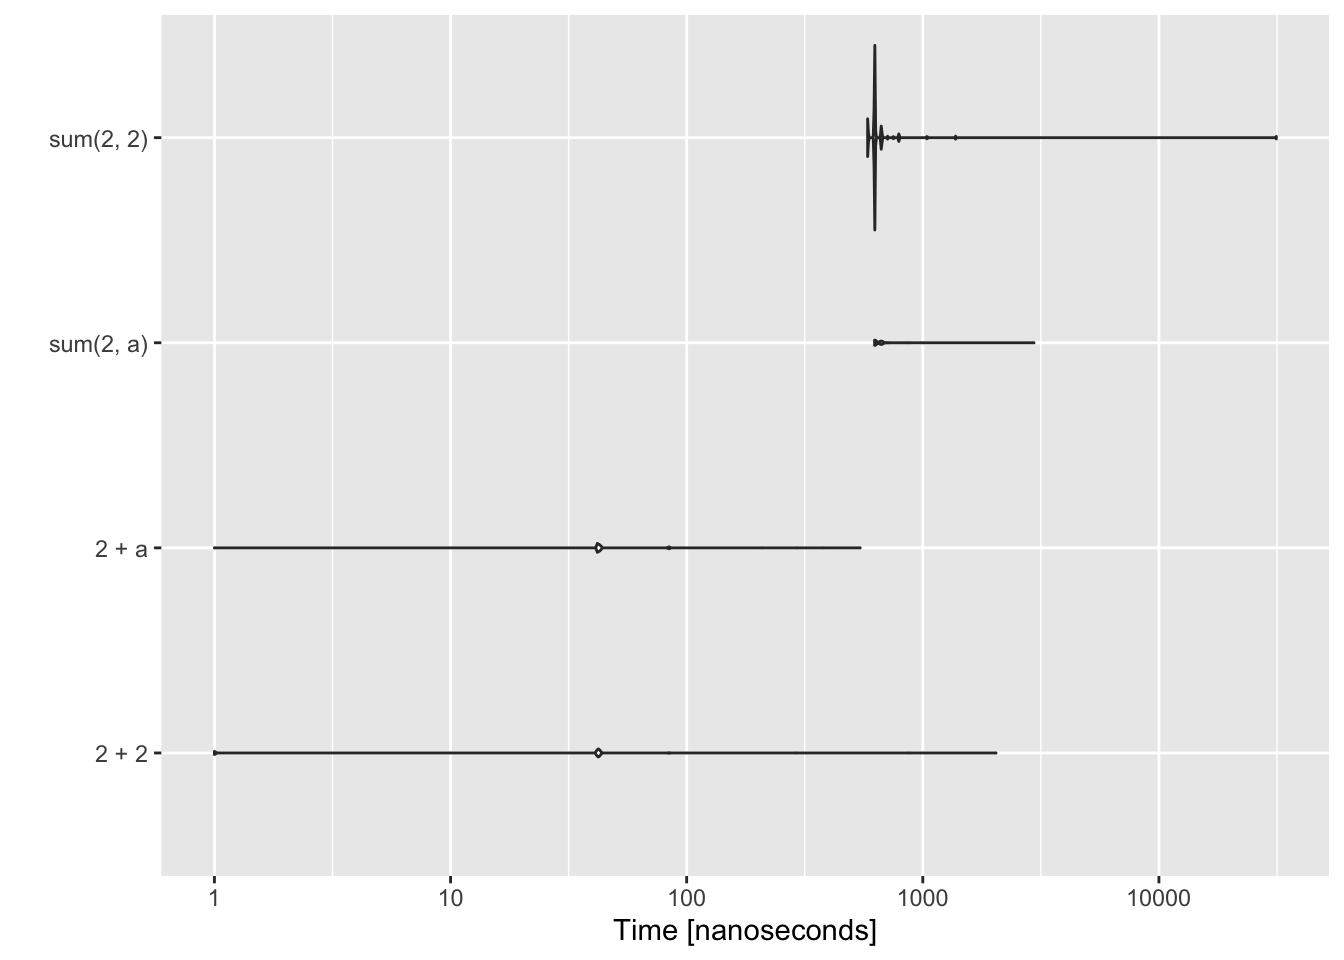 sum(2, 2)
sum(2, a)
2 + a
2 + 2
1 10 100 1000 10000
Time [nanoseconds]